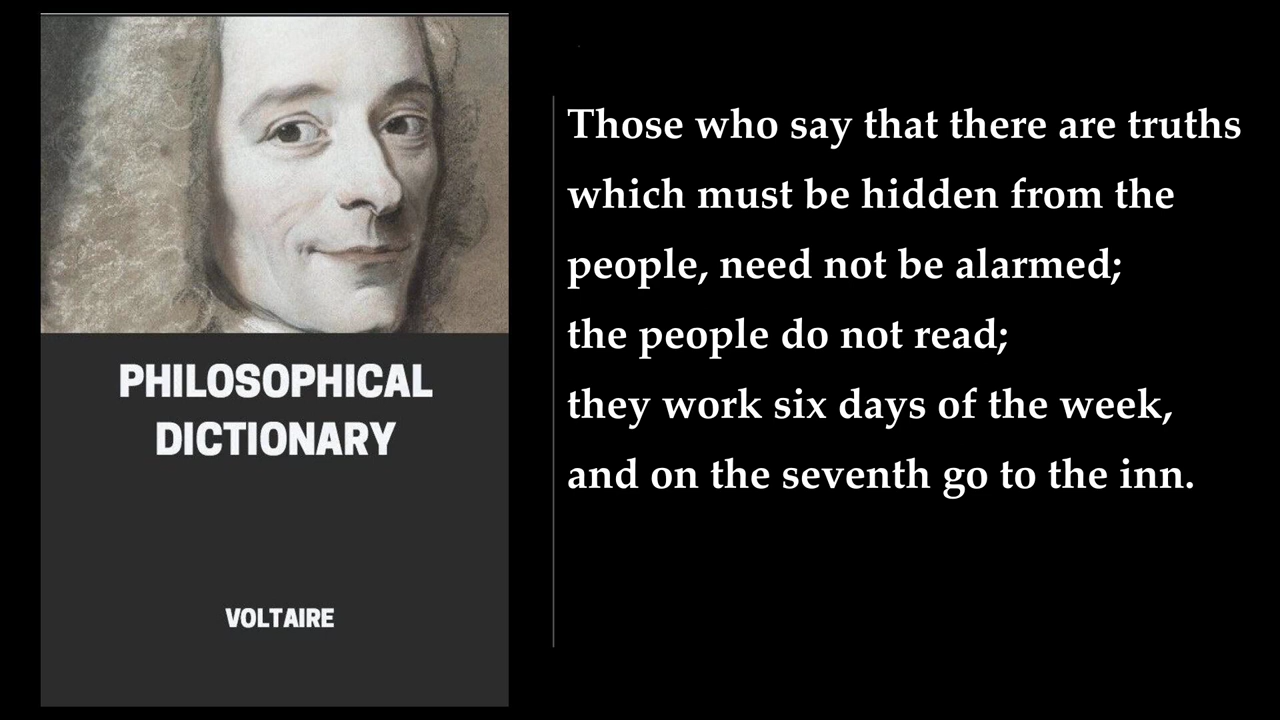 PHILOSOPHICAL
DICTIONARY
VOLTAIRE
Those who say that there are truths
which must be hidden from the
people, need not be alarmed;
the people do not read;
they work six days of the week,
and on the seventh go to the inn.